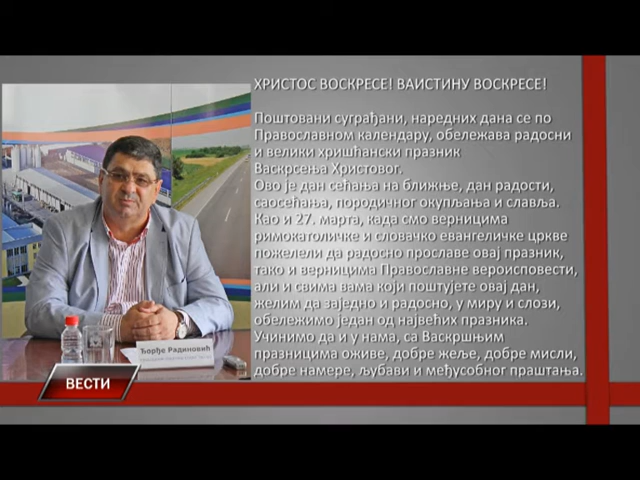 ХРИСТОС ВОСКРЕСЕ! ВАИСТИНУ ВОСКРЕСЕ!
Поштовани суграђани, наредних дана се по
Православном календару, обележава радосни
и велики хришћански празник
Васкрсења Христовог.
Ово је дан сећања на ближње, дан радости,
саосећања, породичног окупљања и славља.
Као и 27. марта, када смо верницима
римокатоличке и словачко евангеличке цркве
пожелели да радосно прославе овај празник,
тако и верницима Православне вероисповести,
али и свима вама који поштујете овај дан,
желим да заједно и радосно, у миру и слози,
обележимо један од највећих празника.
Учинимо да и у нама, са Васкршњим
празницима оживе, добре жеље, добре мисли,
добре намере, љубави и међусобног праштања.
Ђорђе Радиновић
ВЕСТИ